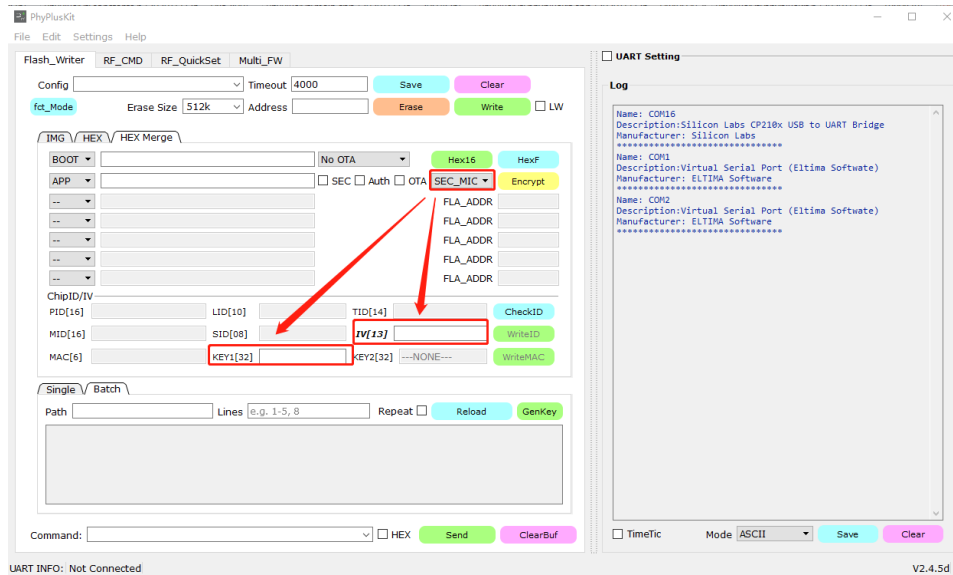 PhyPlusKit
File Edit Settings Help
Flash_Writer RF_CMD RF_QuickSet Multi_FW
Config Timeout 4000 Save Clear
fct_Mode Erase Size 512k Address Erase Write LW
IMG HEX HEX Merge
BOOT No OTA Hex16 HexF
APP SEC Auth OTA SEC_MIC Encrypt
-- FLA_ADDR
-- FLA_ADDR
-- FLA_ADDR
-- FLA_ADDR
-- FLA_ADDR
ChipID/IV
PID[16] LID[10] TID[14] CheckID
MID[16] SID[08] IV[13] WriteID
MAC[6] KEY1[32] KEY2[32] ---NONE--- WriteMAC
Single Batch
Path Lines e.g. 1-5, 8 Repeat Reload GenKey
Command: HEX Send ClearBuf
UART INFO: Not Connected
UART Setting
Log
Name: COM16
Description:Silicon Labs CP210x USB to UART Bridge
Manufacturer: Silicon Labs
******************************
Name: COM1
Description:Virtual Serial Port (Eltima Softwate)
Manufacturer: ELTIMA Software
******************************
Name: COM2
Description:Virtual Serial Port (Eltima Softwate)
Manufacturer: ELTIMA Software
******************************
TimeTic Mode ASCII Save Clear
V2.4.5d